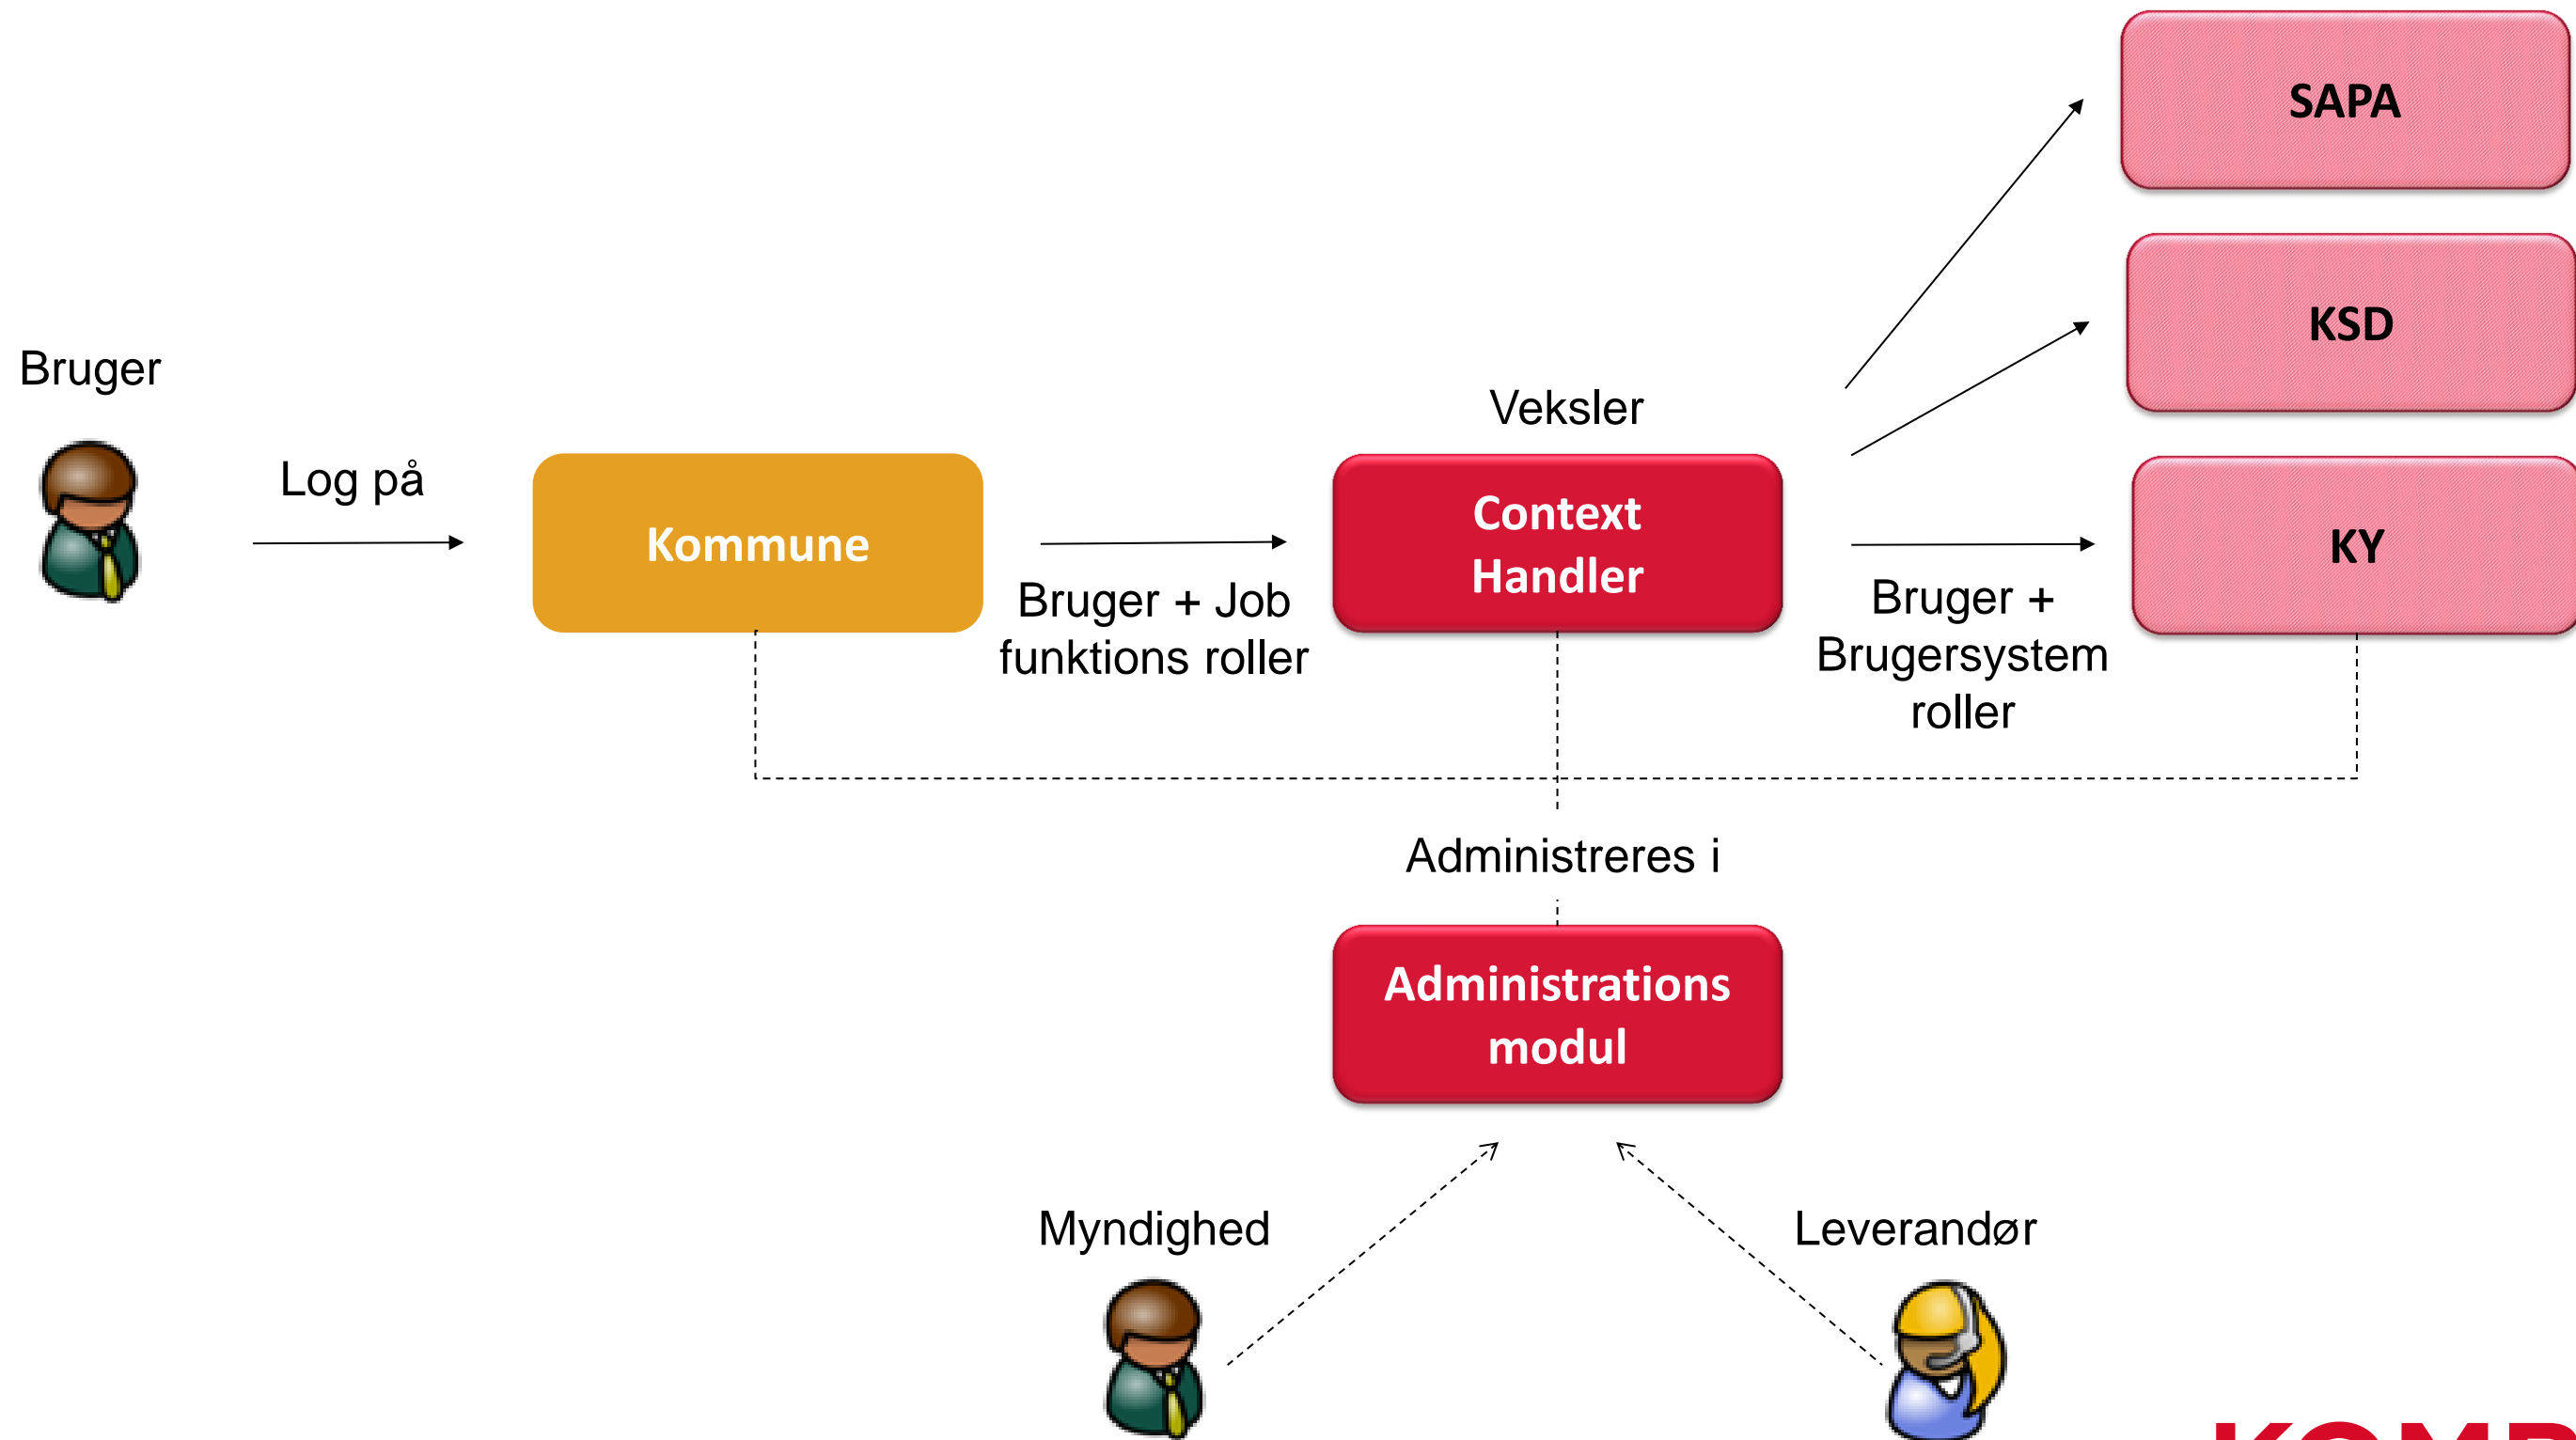 SAPA
KSD
Bruger
Veksler
Log på
Kommune
Context
Handler
KY
Bruger + Job
funktions roller
Bruger +
Brugersystem
roller
Administreres i
Administrations
modul
Myndighed
Leverandør